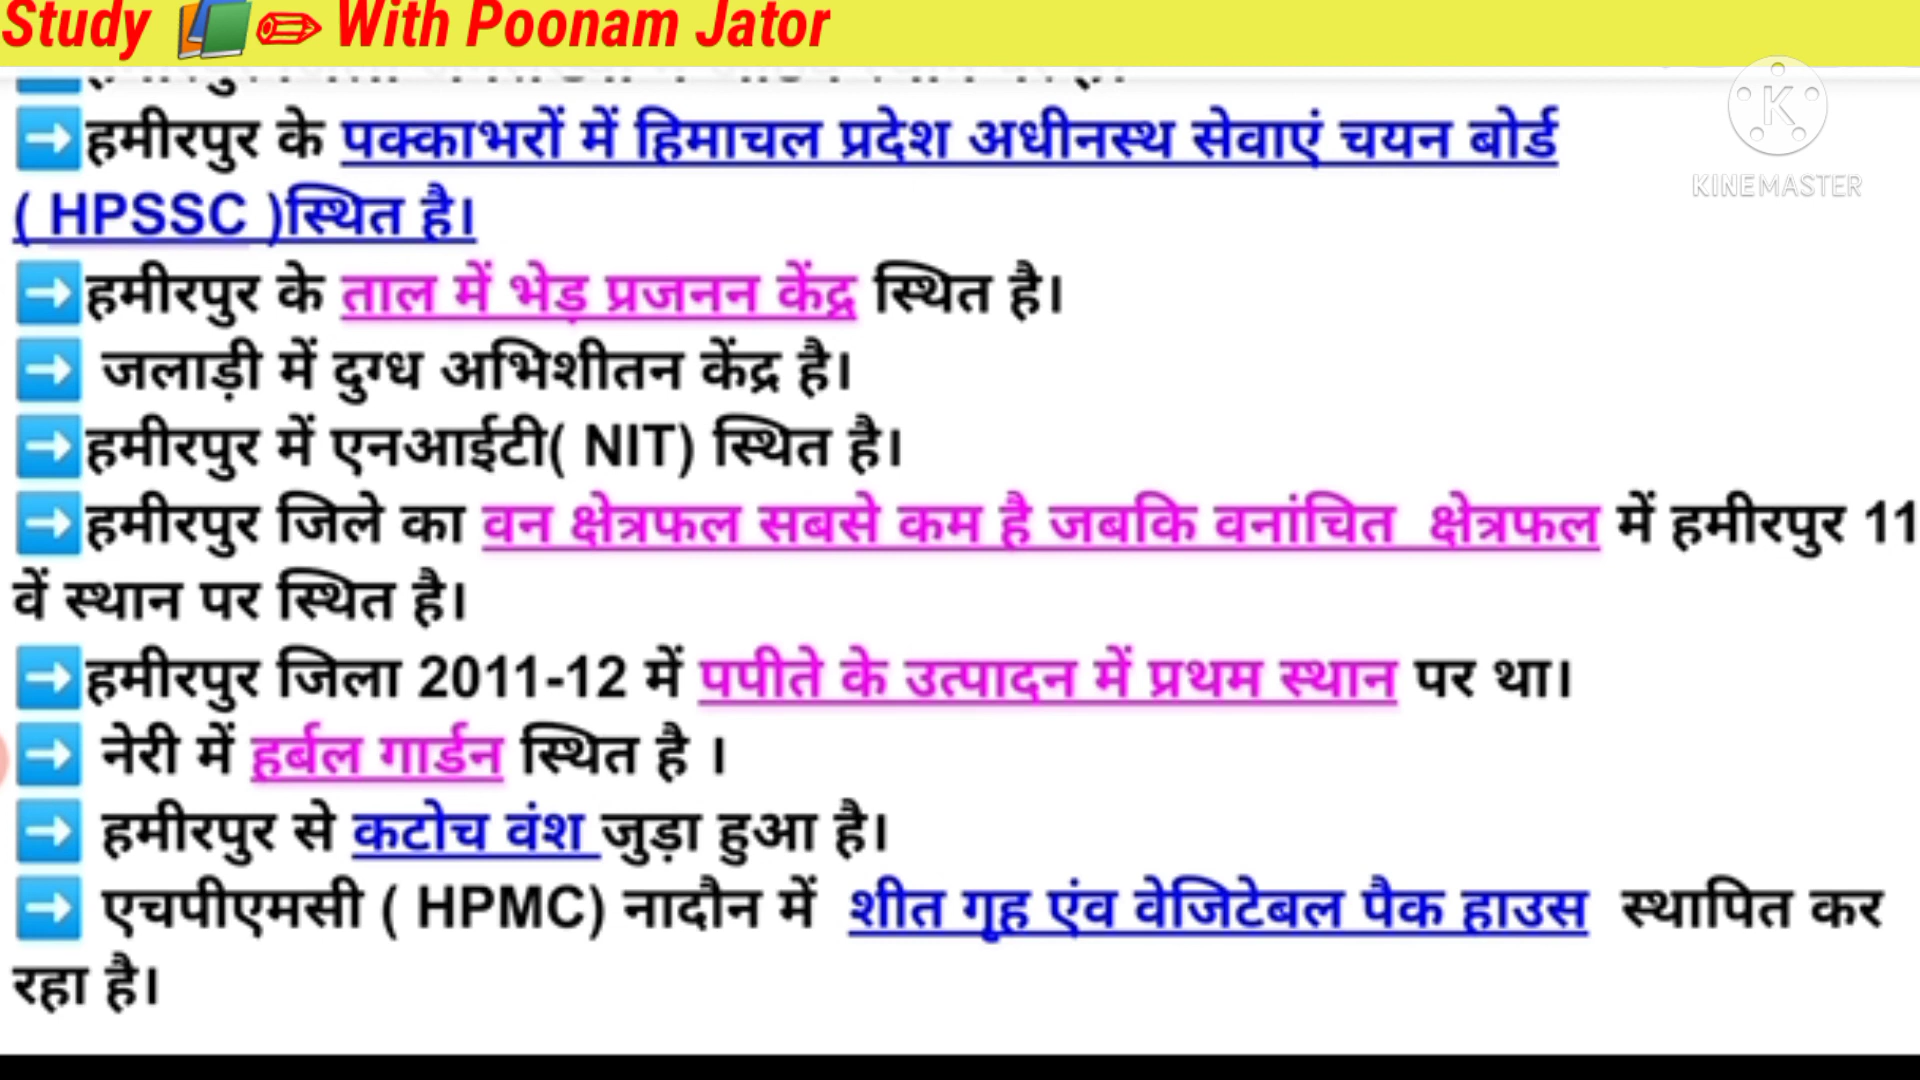 Study 📚✏ With Poonam Jator
KINEMASTER
➡हमीरपुर के पक्काभरों में हिमाचल प्रदेश अधीनस्थ सेवाएं चयन बोर्ड
( HPSSC )स्थित है।
➡हमीरपुर के ताल में भेड़ प्रजनन केंद्र स्थित है।
➡ जलाड़ी में दुग्ध अभिशीतन केंद्र है।
➡हमीरपुर में एनआईटी( NIT) स्थित है।
➡हमीरपुर जिले का वन क्षेत्रफल सबसे कम है जबकि वनांचित क्षेत्रफल में हमीरपुर 11
वें स्थान पर स्थित है।
➡हमीरपुर जिला 2011-12 में पपीते के उत्पादन में प्रथम स्थान पर था।
➡ नेरी में हर्बल गार्डन स्थित है ।
➡ हमीरपुर से कटोच वंश जुड़ा हुआ है।
➡ एचपीएमसी ( HPMC) नादौन में शीत गृह एंव वेजिटेबल पैक हाउस स्थापित कर
रहा है।